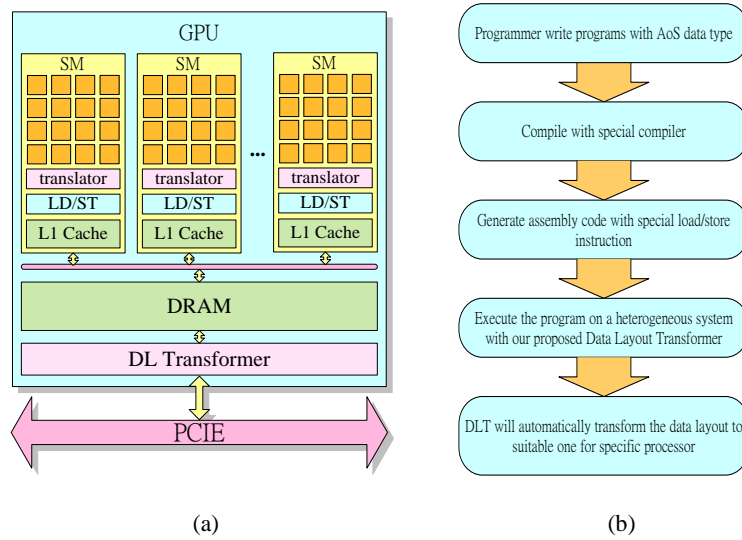 GPU
SM
SM
SM
...
translator
translator
translator
LD/ST
LD/ST
LD/ST
L1 Cache
L1 Cache
L1 Cache
DRAM
DL Transformer
PCIE
(a)
Programmer write programs with AoS data type
Compile with special compiler
Generate assembly code with special load/store
instruction
Execute the program on a heterogeneous system
with our proposed Data Layout Transformer
DLT will automatically transform the data layout to
suitable one for specific processor
(b)